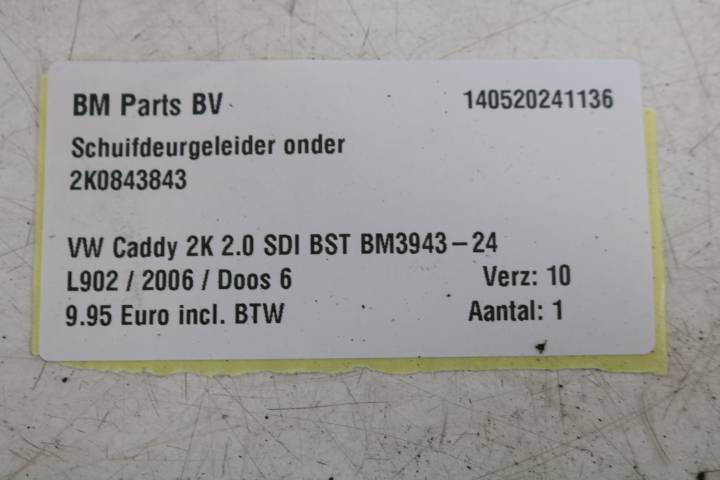 BM Parts BV 140520241136
Schuifdeurgeleider onder
2K0843843
VW Caddy 2K 2.0 SDI BST BM3943-24
L902 / 2006 / Doos 6 Verz: 10
9.95 Euro incl. BTW Aantal: 1